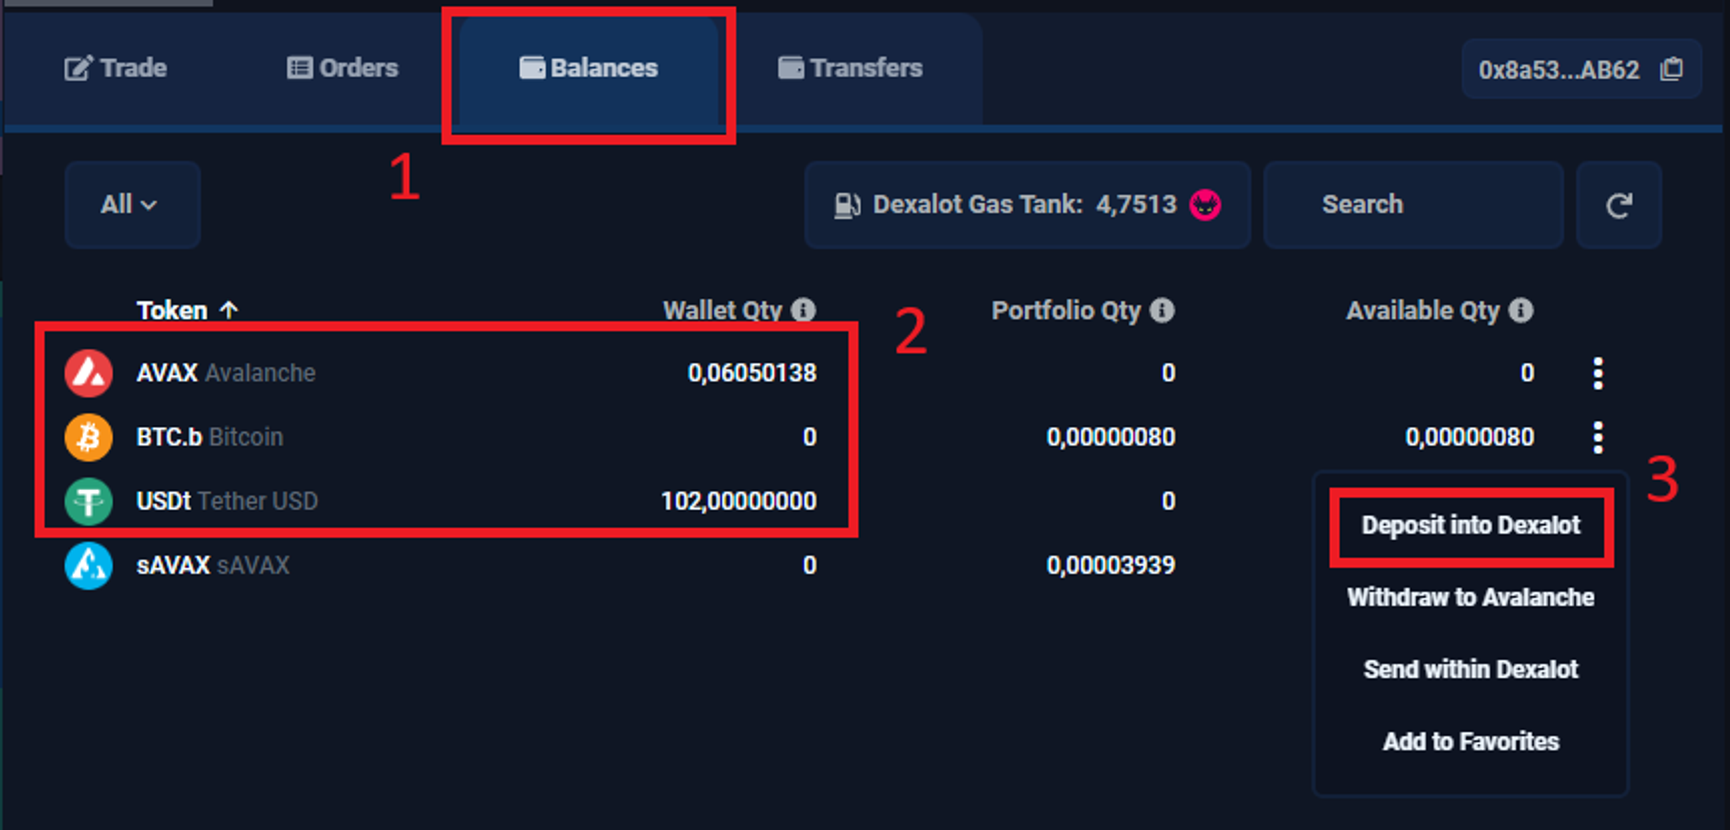 Trade Orders Balances Transfers 0x8a53...AB62
1
All Dexalot Gas Tank: 4,7513 Search
Token ↑ Wallet Qty Portfolio Qty Available Qty
2
AVAX Avalanche 0,06050138 0 0
BTC.b Bitcoin 0 0,00000080 0,00000080
3
USDt Tether USD 102,00000000 0
Deposit into Dexalot
sAVAX sAVAX 0 0,00003939
Withdraw to Avalanche
Send within Dexalot
Add to Favorites